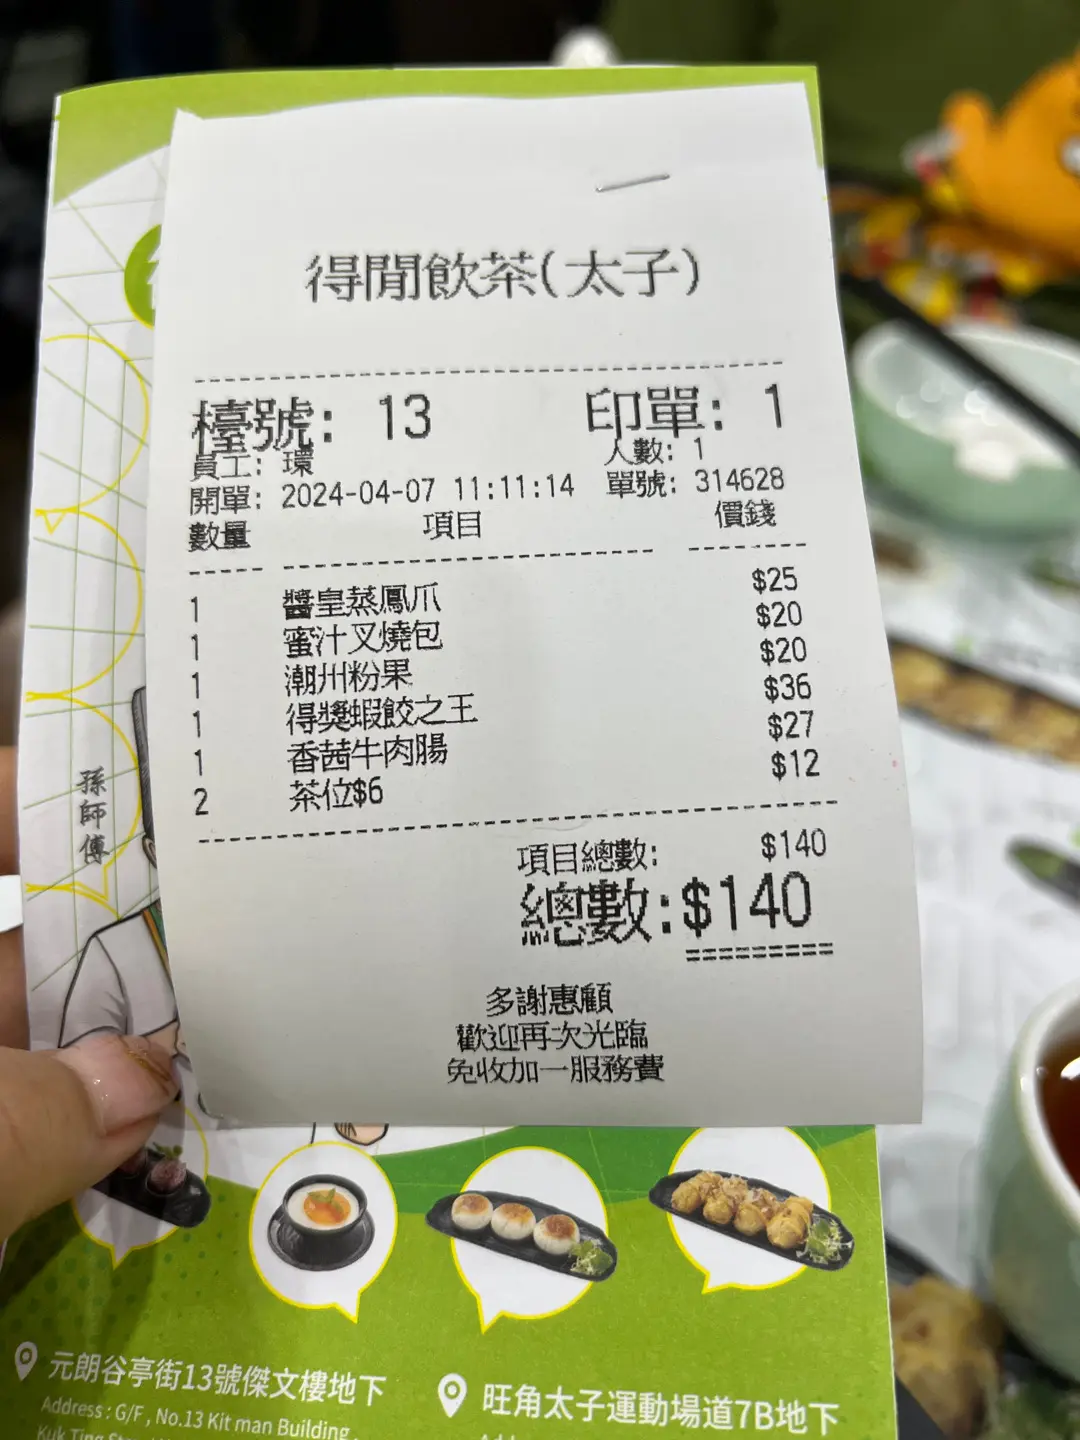 得閒飲茶(太子)
檯號: 13 印單: 1
員工: 環 人數: 1
開單: 2024-04-07 11:11:14 單號: 314628
數量 項目 價錢
1 醬皇蒸鳳爪 $25
1 蜜汁叉燒包 $20
1 潮州粉果 $20
1 得獎蝦餃之王 $36
1 香茜牛肉腸 $27
2 茶位$6 $12
項目總數: $140
總數:$140
多謝惠顧
歡迎再次光臨
免收加一服務費
孫師傅
元朗谷亭街13號傑文樓地下
Address : G/F , No.13 Kit man Building ,
旺角太子運動場道7B地下